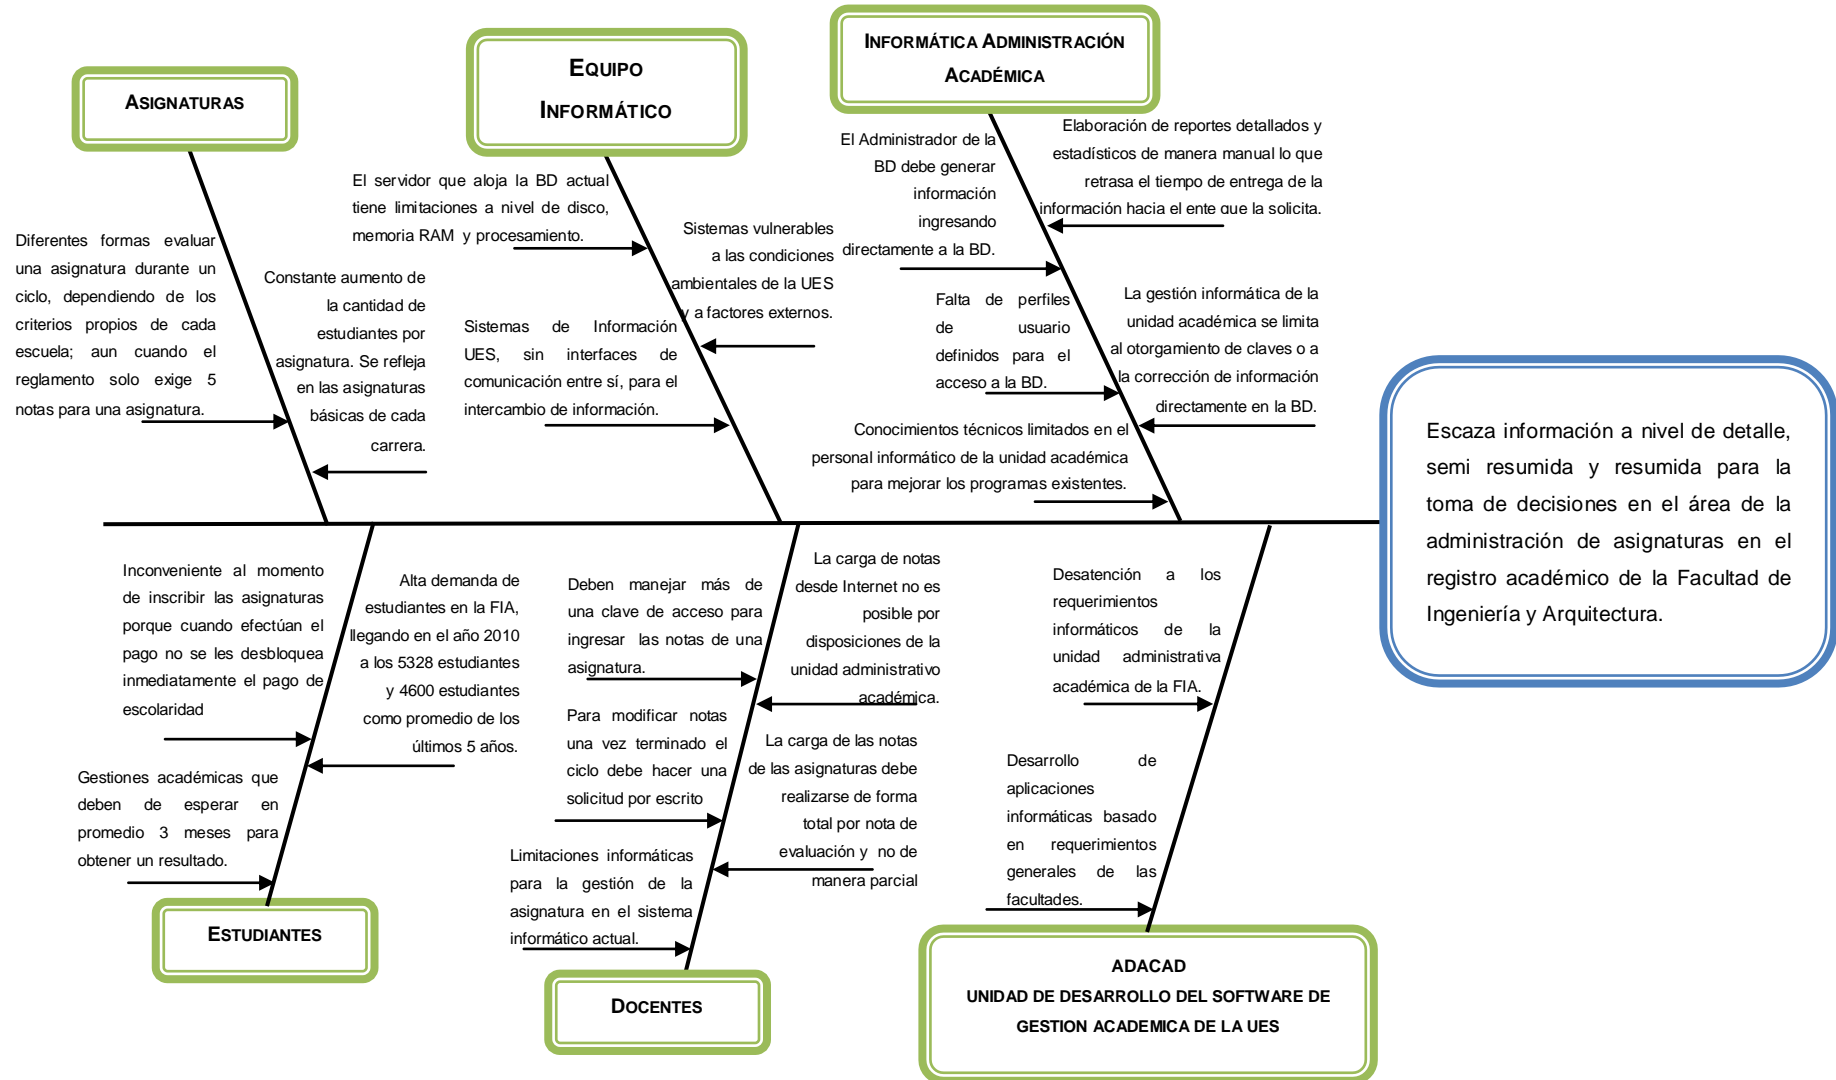 ASIGNATURAS
EQUIPO
INFORMÁTICO
INFORMÁTICA ADMINISTRACIÓN
ACADÉMICA
Diferentes formas evaluar
una asignatura durante un
ciclo, dependiendo de los
criterios propios de cada
escuela; aun cuando el
reglamento solo exige 5
notas para una asignatura.
Constante aumento de
la cantidad de
estudiantes por
asignatura. Se refleja
en las asignaturas
básicas de cada
carrera.
El servidor que aloja la BD actual
tiene limitaciones a nivel de disco,
memoria RAM y procesamiento.
Sistemas vulnerables
a las condiciones
ambientales de la UES
y a factores externos.
Sistemas de Información
UES, sin interfaces de
comunicación entre sí, para el
intercambio de información.
El Administrador de la
BD debe generar
información
ingresando
directamente a la BD.
Elaboración de reportes detallados y
estadísticos de manera manual lo que
retrasa el tiempo de entrega de la
información hacia el ente que la solicita.
Falta de perfiles
de usuario
definidos para el
acceso a la BD.
La gestión informática de la
unidad académica se limita
al otorgamiento de claves o a
la corrección de información
directamente en la BD.
Conocimientos técnicos limitados en el
personal informático de la unidad académica
para mejorar los programas existentes.
Escaza información a nivel de detalle,
semi resumida y resumida para la
toma de decisiones en el área de la
administración de asignaturas en el
registro académico de la Facultad de
Ingeniería y Arquitectura.
Inconveniente al momento
de inscribir las asignaturas
porque cuando efectúan el
pago no se les desbloquea
inmediatamente el pago de
escolaridad
Alta demanda de
estudiantes en la FIA,
llegando en el año 2010
a los 5328 estudiantes
y 4600 estudiantes
como promedio de los
últimos 5 años.
Gestiones académicas que
deben de esperar en
promedio 3 meses para
obtener un resultado.
Deben manejar más de
una clave de acceso para
ingresar las notas de una
asignatura.
La carga de notas
desde Internet no es
posible por
disposiciones de la
unidad administrativo
académica.
Para modificar notas
una vez terminado el
ciclo debe hacer una
solicitud por escrito
La carga de las notas
de las asignaturas debe
realizarse de forma
total por nota de
evaluación y no de
manera parcial
Limitaciones informáticas
para la gestión de la
asignatura en el sistema
informático actual.
Desatención a los
requerimientos
informáticos de la
unidad administrativa
académica de la FIA.
Desarrollo de
aplicaciones
informáticas basado
en requerimientos
generales de las
facultades.
ESTUDIANTES
DOCENTES
ADACAD
UNIDAD DE DESARROLLO DEL SOFTWARE DE
GESTION ACADEMICA DE LA UES